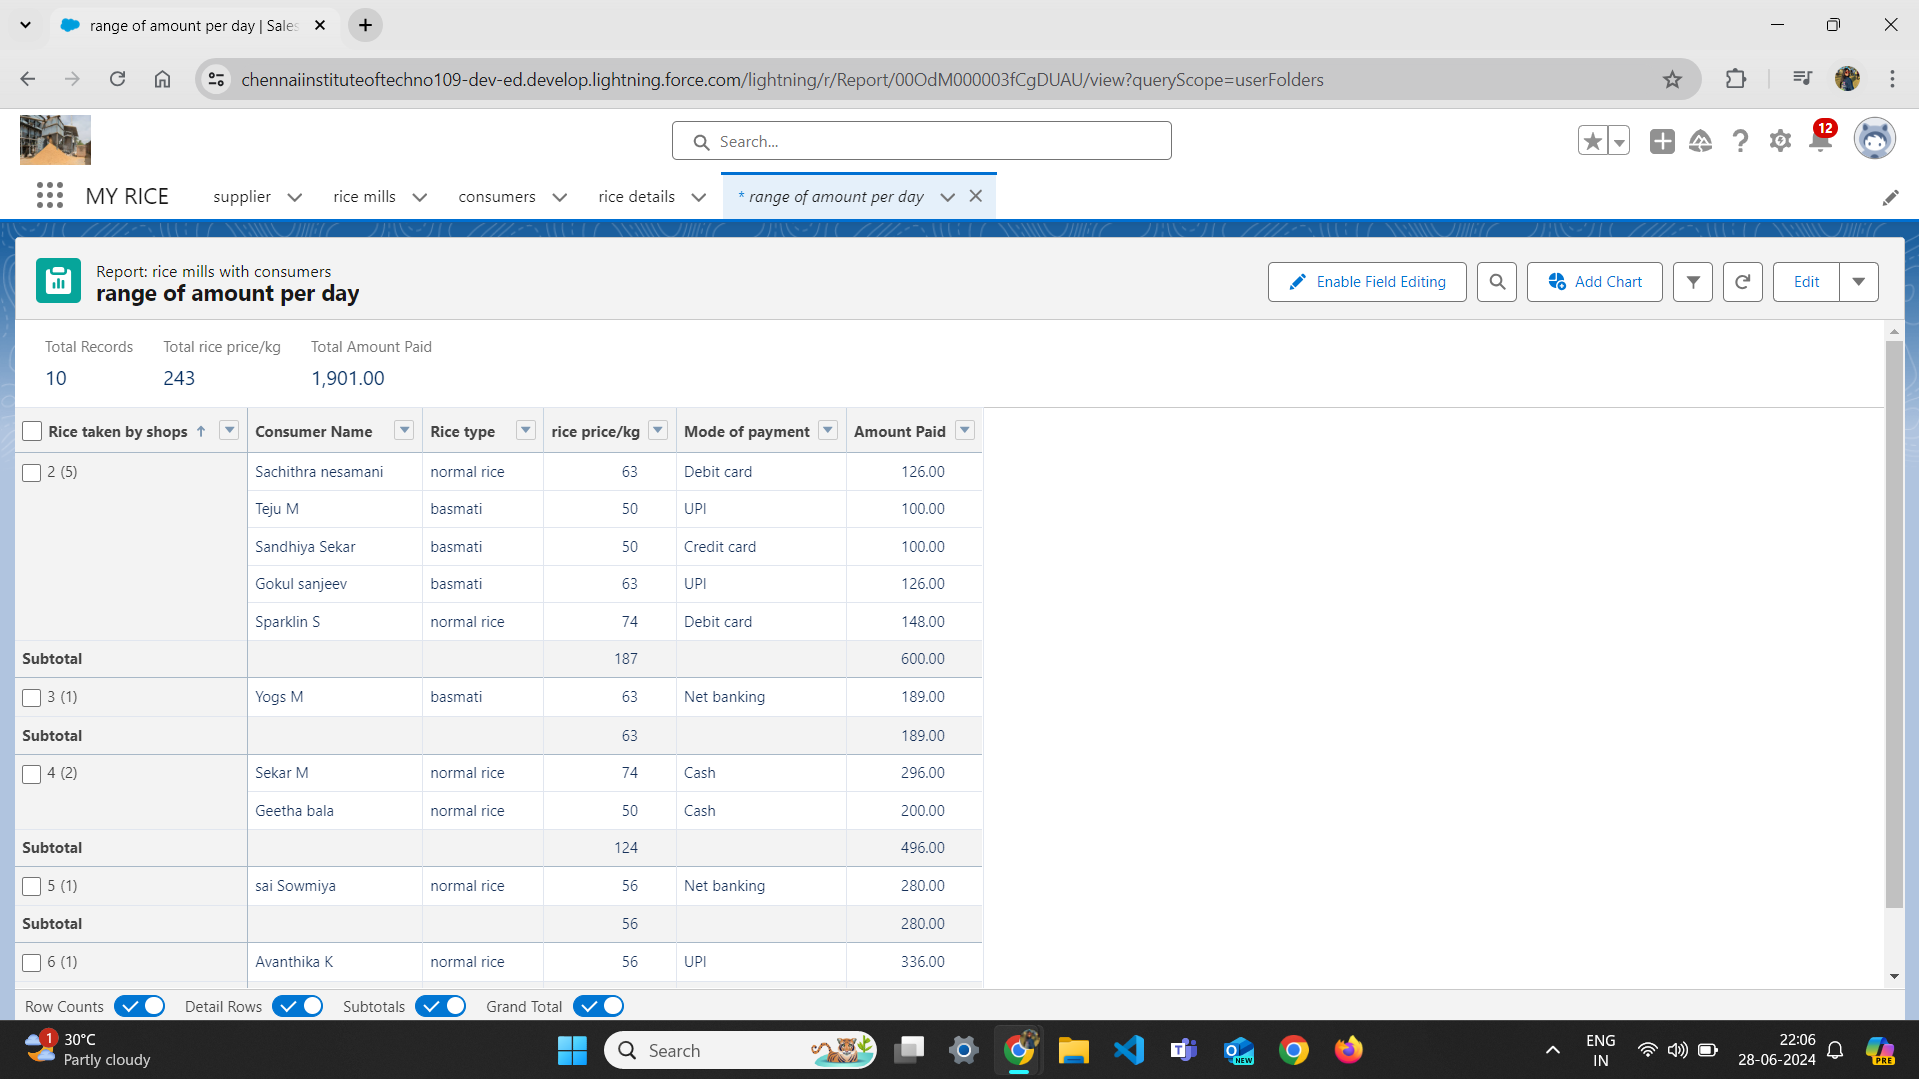 range of amount per day | Sales
chennaiinstituteoftechno109-dev-ed.develop.lightning.force.com/lightning/r/Report/00OdM000003fCgDUAU/view?queryScope=userFolders
Search...
12
MY RICE supplier rice mills consumers rice details * range of amount per day
Report: rice mills with consumers
range of amount per day
Enable Field Editing Add Chart Edit
Total Records Total rice price/kg Total Amount Paid
10 243 1,901.00
Rice taken by shops Consumer Name Rice type rice price/kg Mode of payment Amount Paid
2 (5) Sachithra nesamani normal rice 63 Debit card 126.00
Teju M basmati 50 UPI 100.00
Sandhiya Sekar basmati 50 Credit card 100.00
Gokul sanjeev basmati 63 UPI 126.00
Sparklin S normal rice 74 Debit card 148.00
Subtotal 187 600.00
3 (1) Yogs M basmati 63 Net banking 189.00
Subtotal 63 189.00
4 (2) Sekar M normal rice 74 Cash 296.00
Geetha bala normal rice 50 Cash 200.00
Subtotal 124 496.00
5 (1) sai Sowmiya normal rice 56 Net banking 280.00
Subtotal 56 280.00
6 (1) Avanthika K normal rice 56 UPI 336.00
Row Counts Detail Rows Subtotals Grand Total
1 30°C
Partly cloudy
Search
NEW
ENG
IN
22:06
28-06-2024
PRE